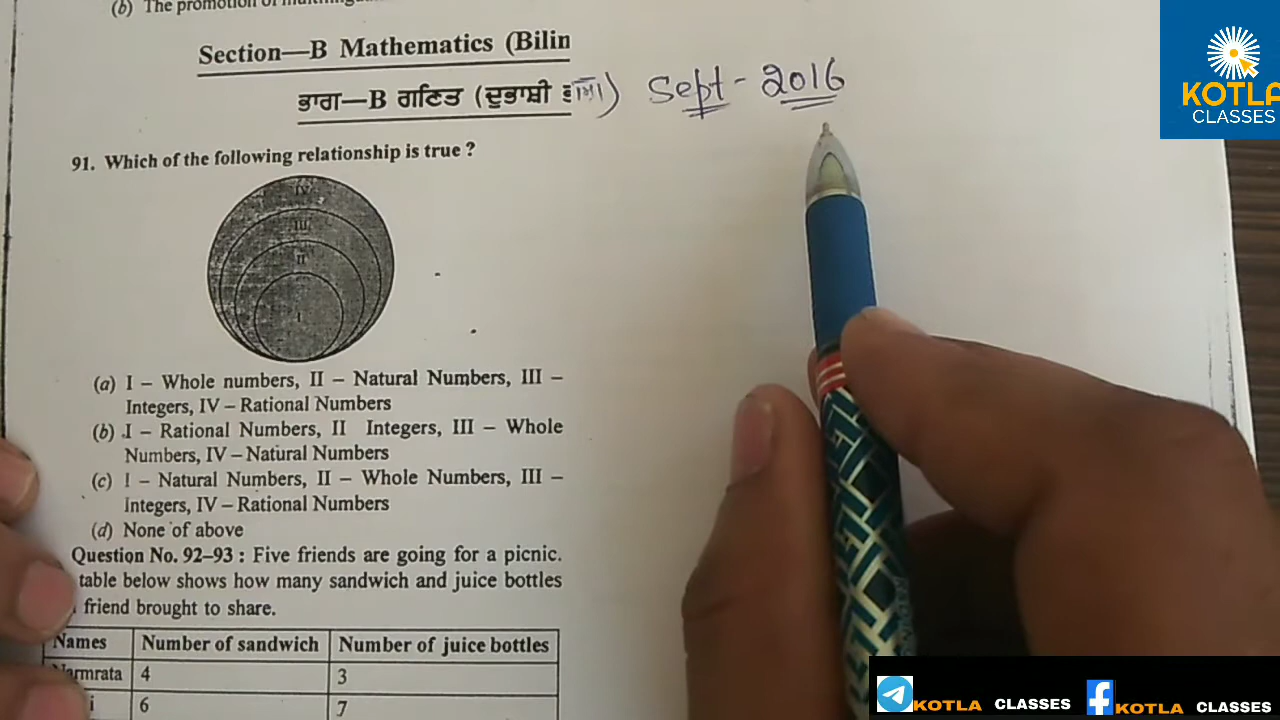 (b) The promotion of
Section—B Mathematics (Bilin
ਭਾਗ—B ਗਣਿਤ (ਦੁਭਾਸ਼ੀ
Sept - 2016
KOTLA
CLASSES
91. Which of the following relationship is true ?
IV
III
II
I
(a) I – Whole numbers, II – Natural Numbers, III –
Integers, IV – Rational Numbers
(b) I – Rational Numbers, II Integers, III – Whole
Numbers, IV – Natural Numbers
(c) I – Natural Numbers, II – Whole Numbers, III –
Integers, IV – Rational Numbers
(d) None of above
Question No. 92–93 : Five friends are going for a picnic.
table below shows how many sandwich and juice bottles
friend brought to share.
Names Number of sandwich Number of juice bottles
armrata 4 3
i 6 7
KOTLA CLASSES KOTLA CLASSES